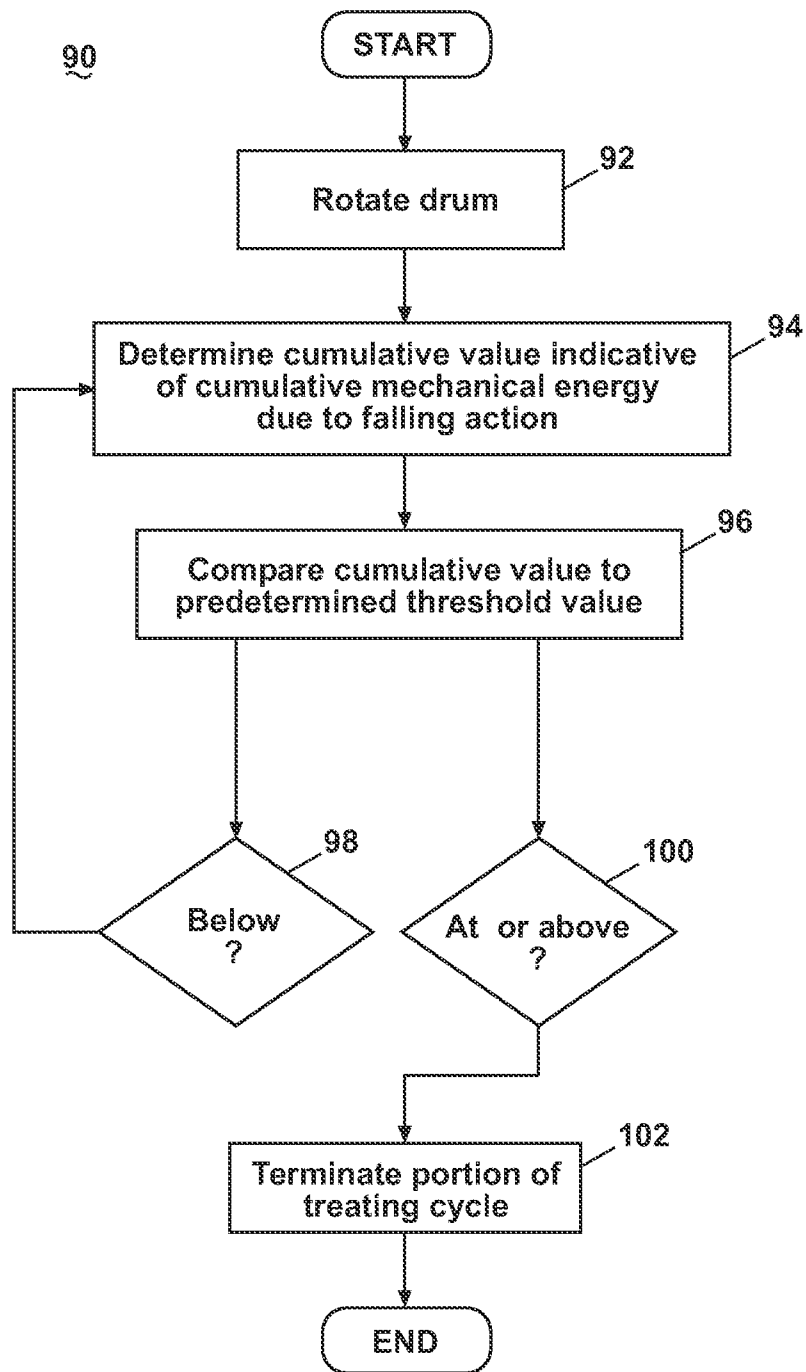 90
START
92
Rotate drum
94
Determine cumulative value indicative
of cumulative mechanical energy
due to falling action
96
Compare cumulative value to
predetermined threshold value
98
Below
?
100
At or above
?
102
Terminate portion of
treating cycle
END